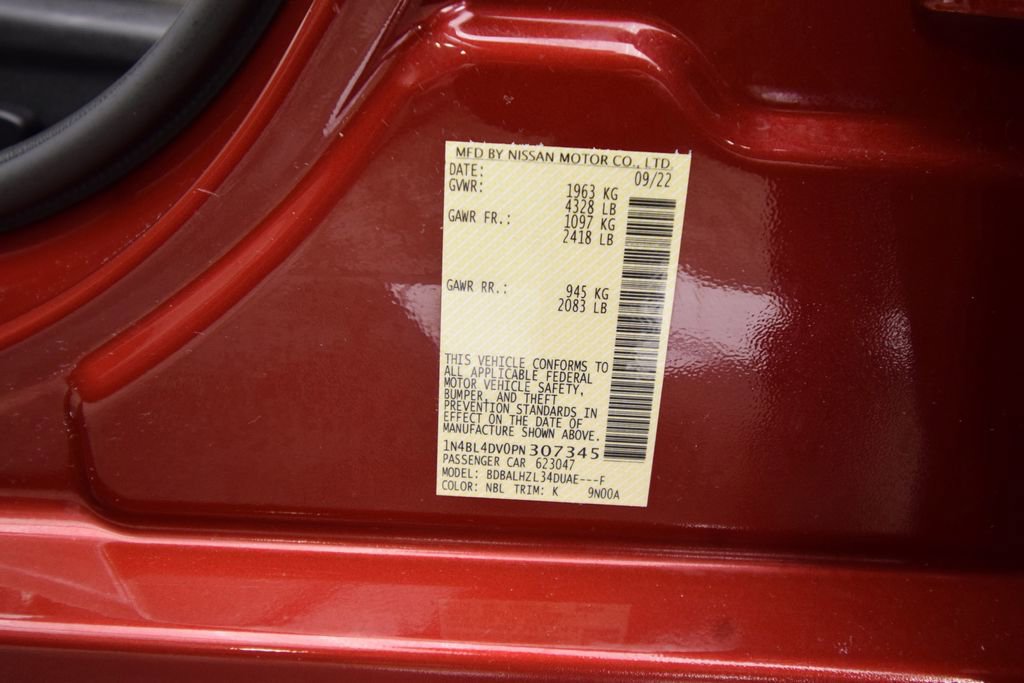 MFD BY NISSAN MOTOR CO., LTD.
DATE: 09/22
GVWR: 1963 KG
4328 LB
GAWR FR.: 1097 KG
2418 LB
GAWR RR.: 945 KG
2083 LB
THIS VEHICLE CONFORMS TO
ALL APPLICABLE FEDERAL
MOTOR VEHICLE SAFETY,
BUMPER, AND THEFT
PREVENTION STANDARDS IN
EFFECT ON THE DATE OF
MANUFACTURE SHOWN ABOVE.
1N4BL4DV0PN307345
PASSENGER CAR 623047
MODEL: BDBALHZL34DUAE---F
COLOR: NBL TRIM: K 9N00A